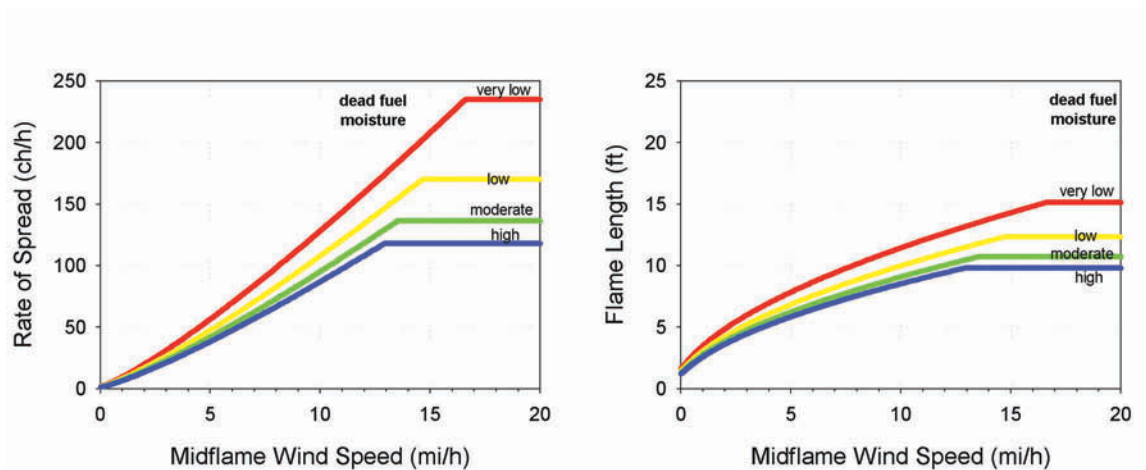 250
200
150
100
50
0
Rate of Spread (ch/h)
dead fuel
moisture
very low
low
moderate
high
0 5 10 15 20
Midflame Wind Speed (mi/h)
25
20
15
10
5
0
Flame Length (ft)
dead fuel
moisture
very low
low
moderate
high
0 5 10 15 20
Midflame Wind Speed (mi/h)